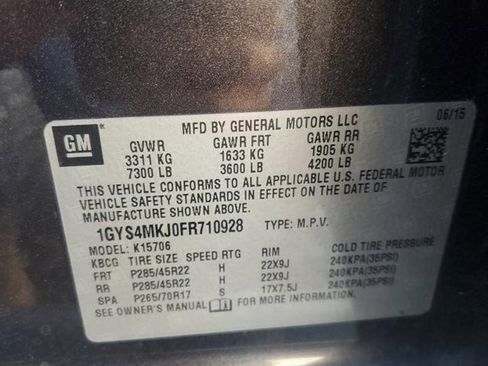 06/15
GM
MFD BY GENERAL MOTORS LLC
GVWR GAWR FRT GAWR RR
3311 KG 1633 KG 1905 KG
7300 LB 3600 LB 4200 LB
THIS VEHICLE CONFORMS TO ALL APPLICABLE U.S. FEDERAL MOTOR
VEHICLE SAFETY STANDARDS IN EFFECT ON THE DATE OF
MANUFACTURE SHOWN ABOVE.
1GYS4MKJ0FR710928 TYPE: M.P.V.
MODEL: K15706
KBCG TIRE SIZE SPEED RTG RIM COLD TIRE PRESSURE
FRT P285/45R22 H 22X9J 240KPA(35PSI)
RR P285/45R22 H 22X9J 240KPA(35PSI)
SPA P265/70R17 S 17X7.5J 240KPA(35PSI)
SEE OWNER'S MANUAL FOR MORE INFORMATION.